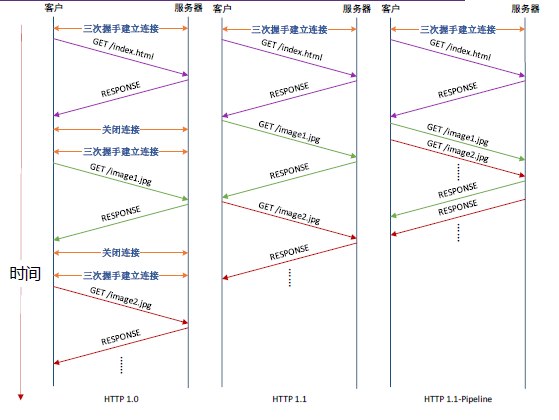 客户
服务器
三次握手建立连接
GET /index.html
RESPONSE
关闭连接
三次握手建立连接
GET /image1.jpg
RESPONSE
关闭连接
三次握手建立连接
GET /image2.jpg
RESPONSE
HTTP 1.0
客户
服务器
三次握手建立连接
GET /index.html
RESPONSE
GET /image1.jpg
RESPONSE
GET /image2.jpg
RESPONSE
HTTP 1.1
客户
服务器
三次握手建立连接
GET /index.html
RESPONSE
GET /image1.jpg
GET /image2.jpg
RESPONSE
RESPONSE
HTTP 1.1-Pipeline
时间